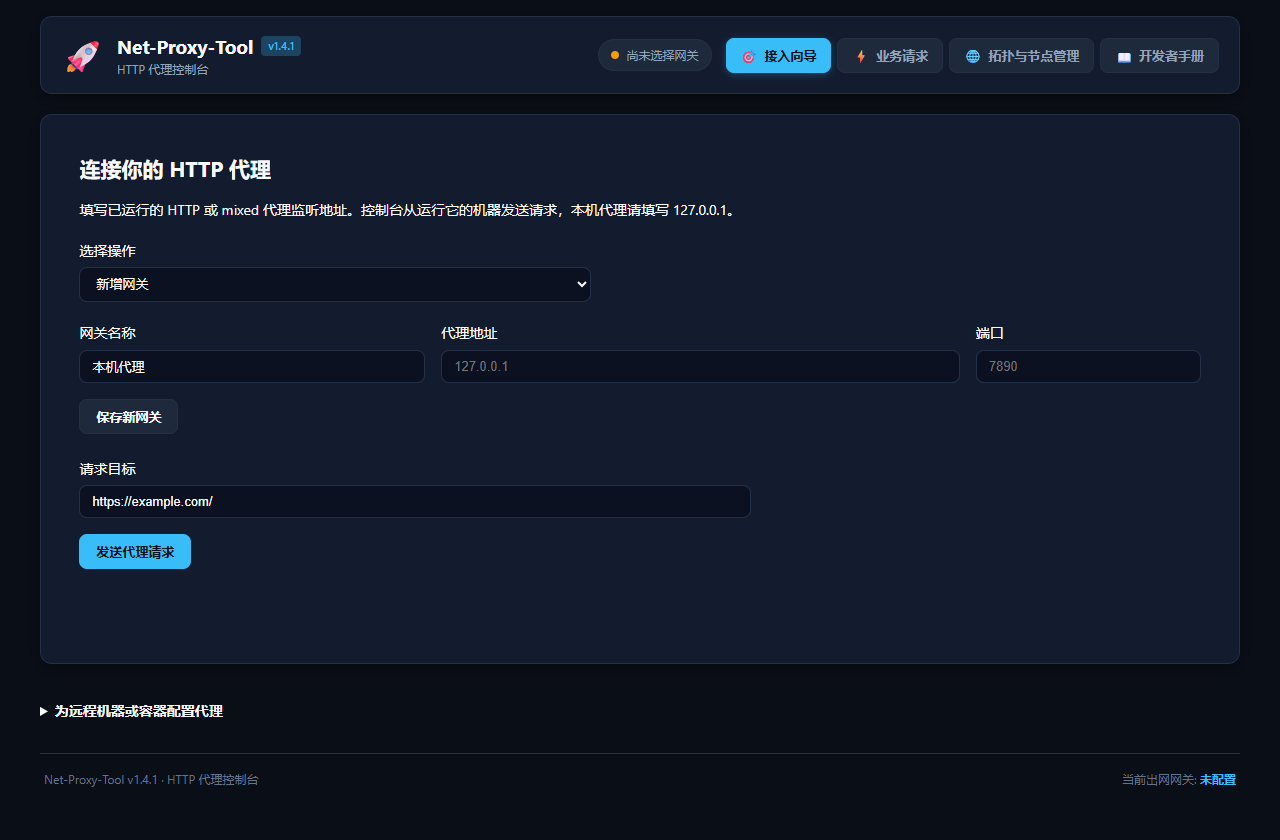 Net-Proxy-Tool v1.4.1
HTTP 代理控制台
尚未选择网关
接入向导
业务请求
拓扑与节点管理
开发者手册
连接你的 HTTP 代理
填写已运行的 HTTP 或 mixed 代理监听地址。控制台从运行它的机器发送请求，本机代理请填写 127.0.0.1。
选择操作
新增网关
网关名称 代理地址 端口
本机代理 127.0.0.1 7890
保存新网关
请求目标
https://example.com/
发送代理请求
为远程机器或容器配置代理
Net-Proxy-Tool v1.4.1 · HTTP 代理控制台
当前出网网关: 未配置